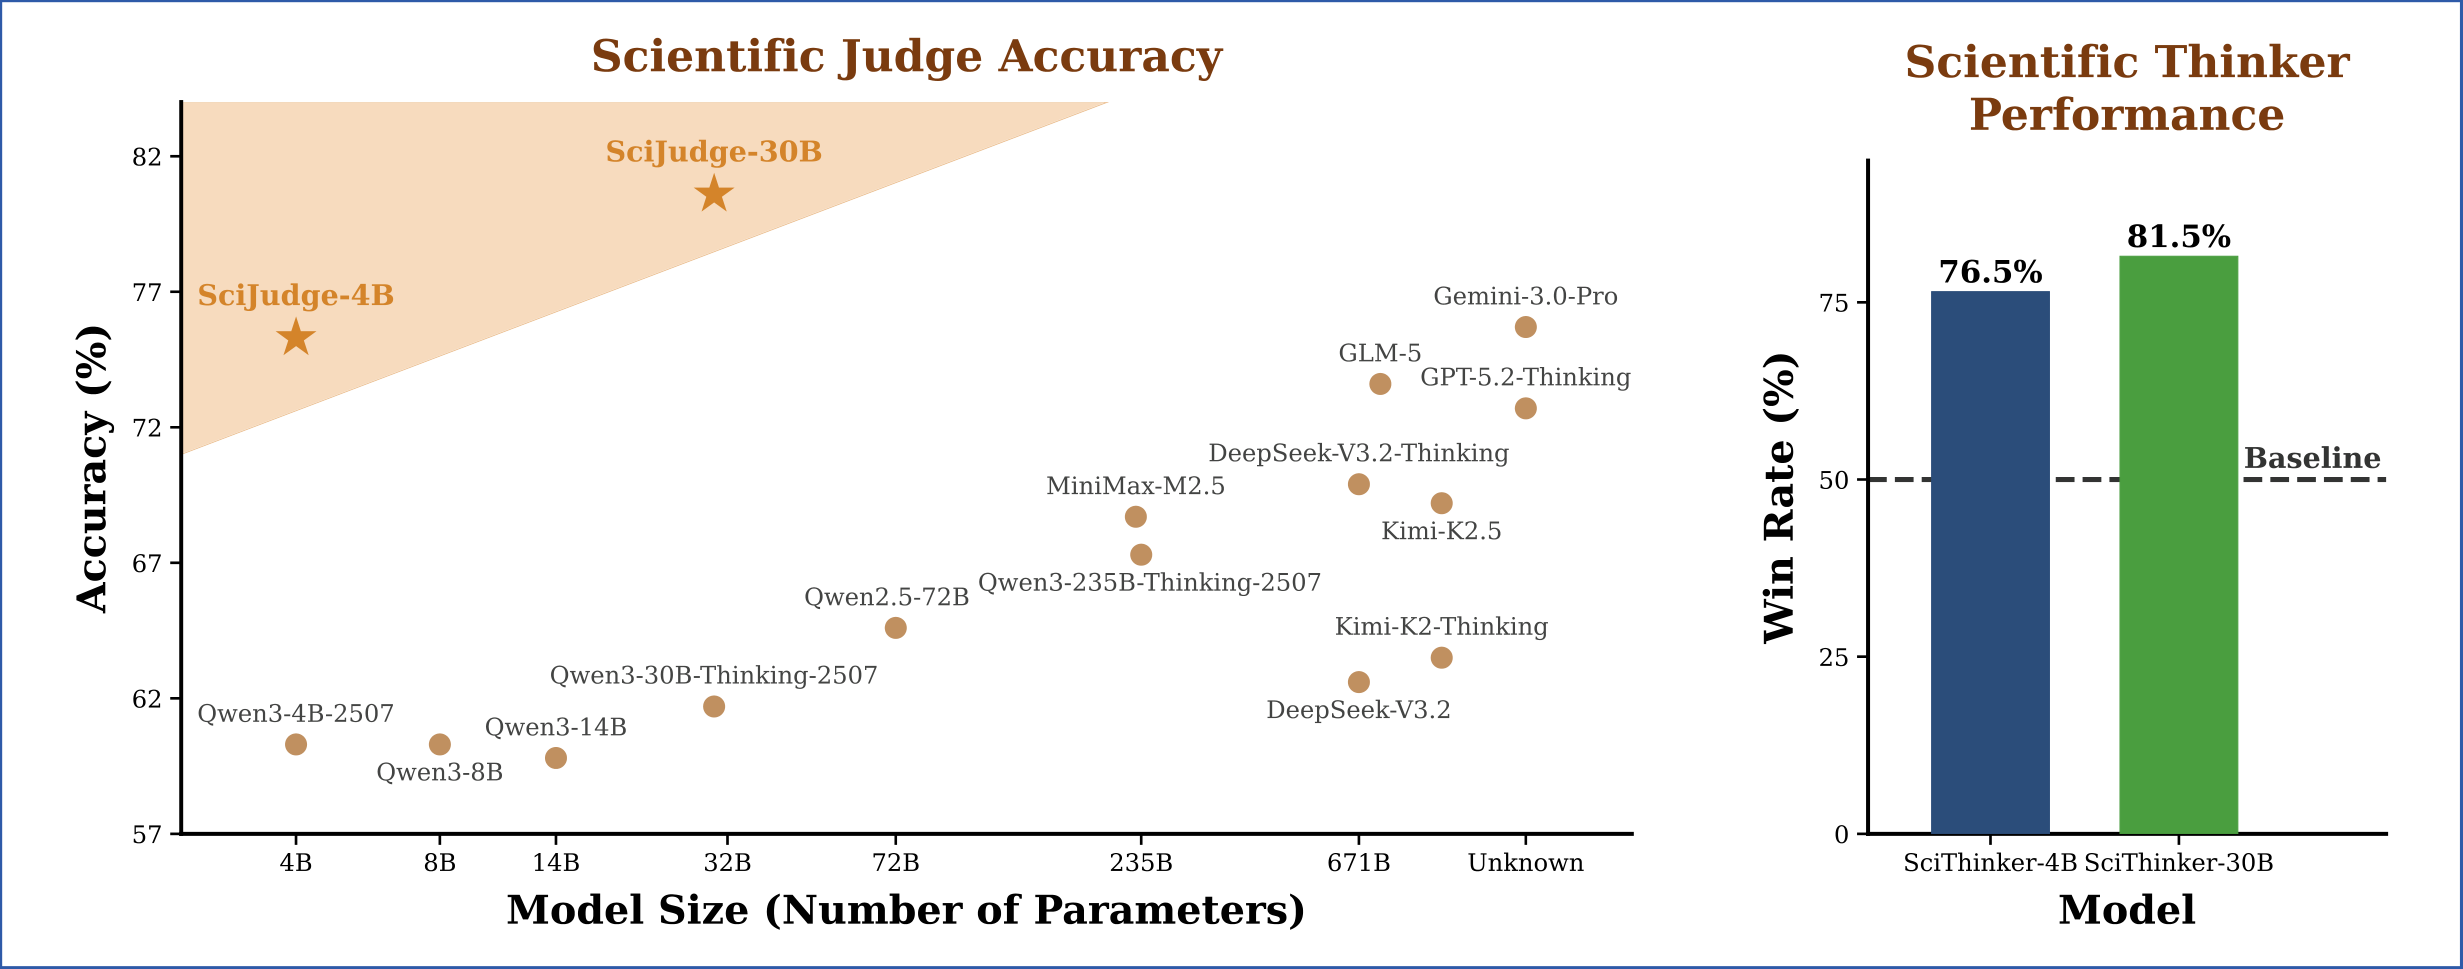 Scientific Judge Accuracy
Accuracy (%)
82
77
72
67
62
57
SciJudge-30B
SciJudge-4B
Gemini-3.0-Pro
GLM-5
GPT-5.2-Thinking
DeepSeek-V3.2-Thinking
MiniMax-M2.5
Kimi-K2.5
Qwen3-235B-Thinking-2507
Qwen2.5-72B
Kimi-K2-Thinking
Qwen3-30B-Thinking-2507
DeepSeek-V3.2
Qwen3-4B-2507
Qwen3-14B
Qwen3-8B
4B 8B 14B 32B 72B 235B 671B Unknown
Model Size (Number of Parameters)
Scientific Thinker
Performance
Win Rate (%)
75
50
25
0
81.5%
76.5%
Baseline
SciThinker-4B SciThinker-30B
Model